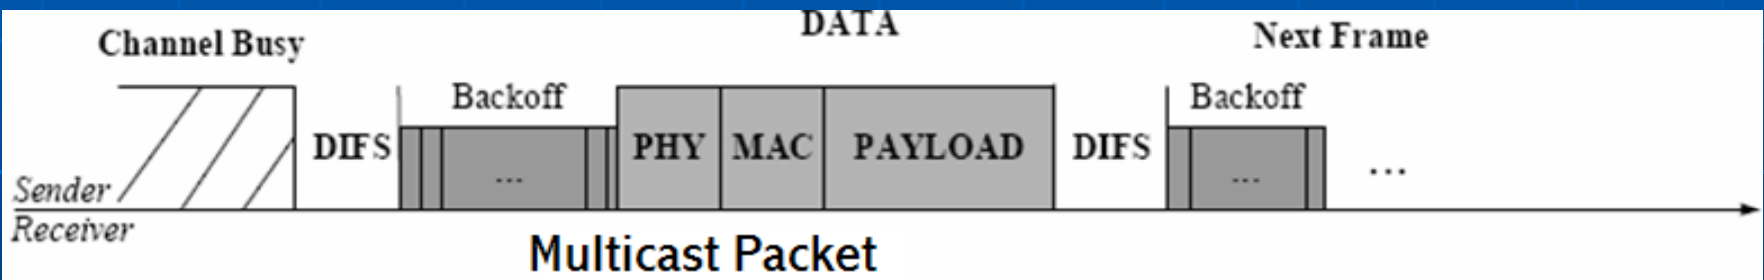 DATA
Channel Busy
Next Frame
Backoff
Backoff
DIFS
PHY
MAC
PAYLOAD
DIFS
...
...
...
Sender
Receiver
Multicast Packet